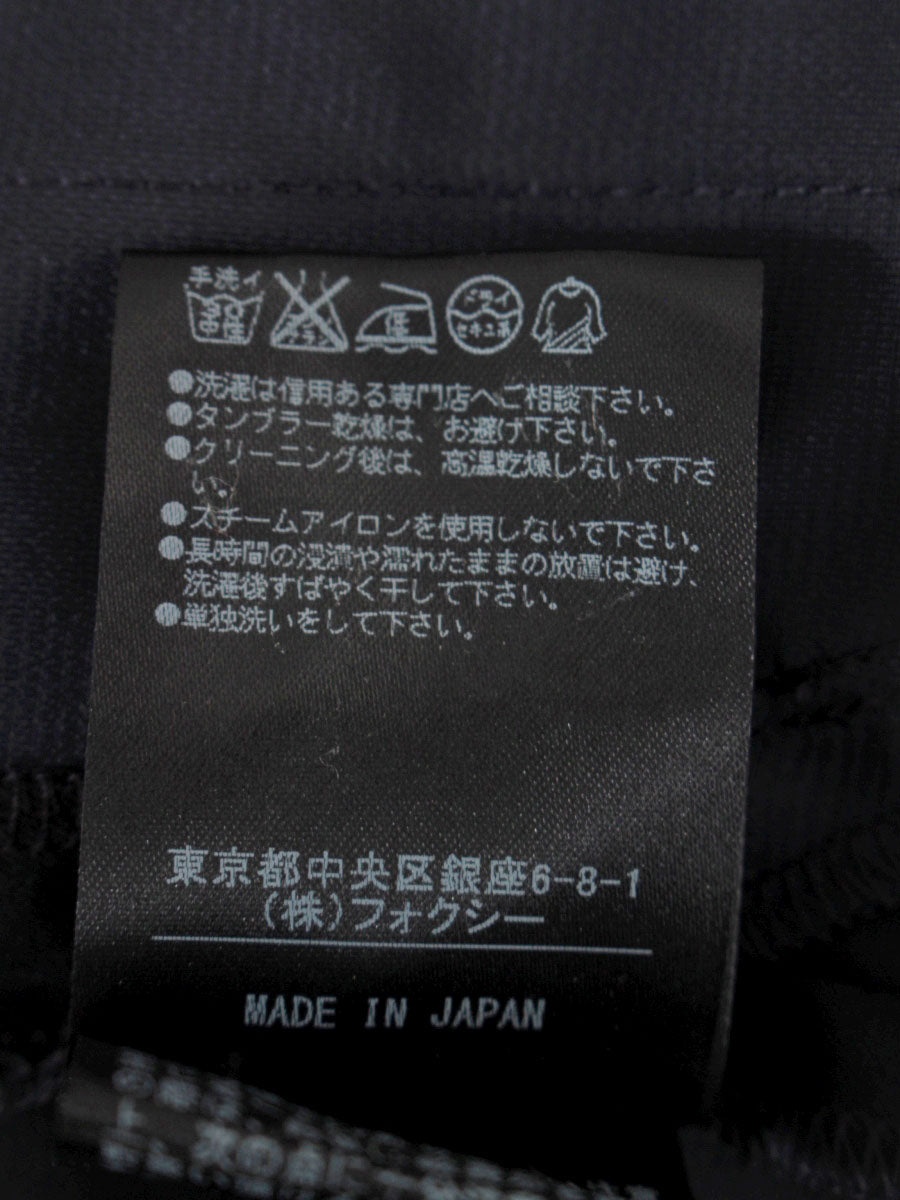 手洗イ
30
中性
エンソ
サラシ
低
ドライ
セキユ系
●洗濯は信用ある専門店へご相談下さい。
●タンブラー乾燥は、お避け下さい。
●クリーニング後は、高温乾燥しないで下さ
い。
●スチームアイロンを使用しないで下さい。
●長時間の浸漬や濡れたままの放置は避け、
洗濯後すばやく干して下さい。
●単独洗いをして下さい。
東京都中央区銀座6-8-1
(株)フォクシー
MADE IN JAPAN